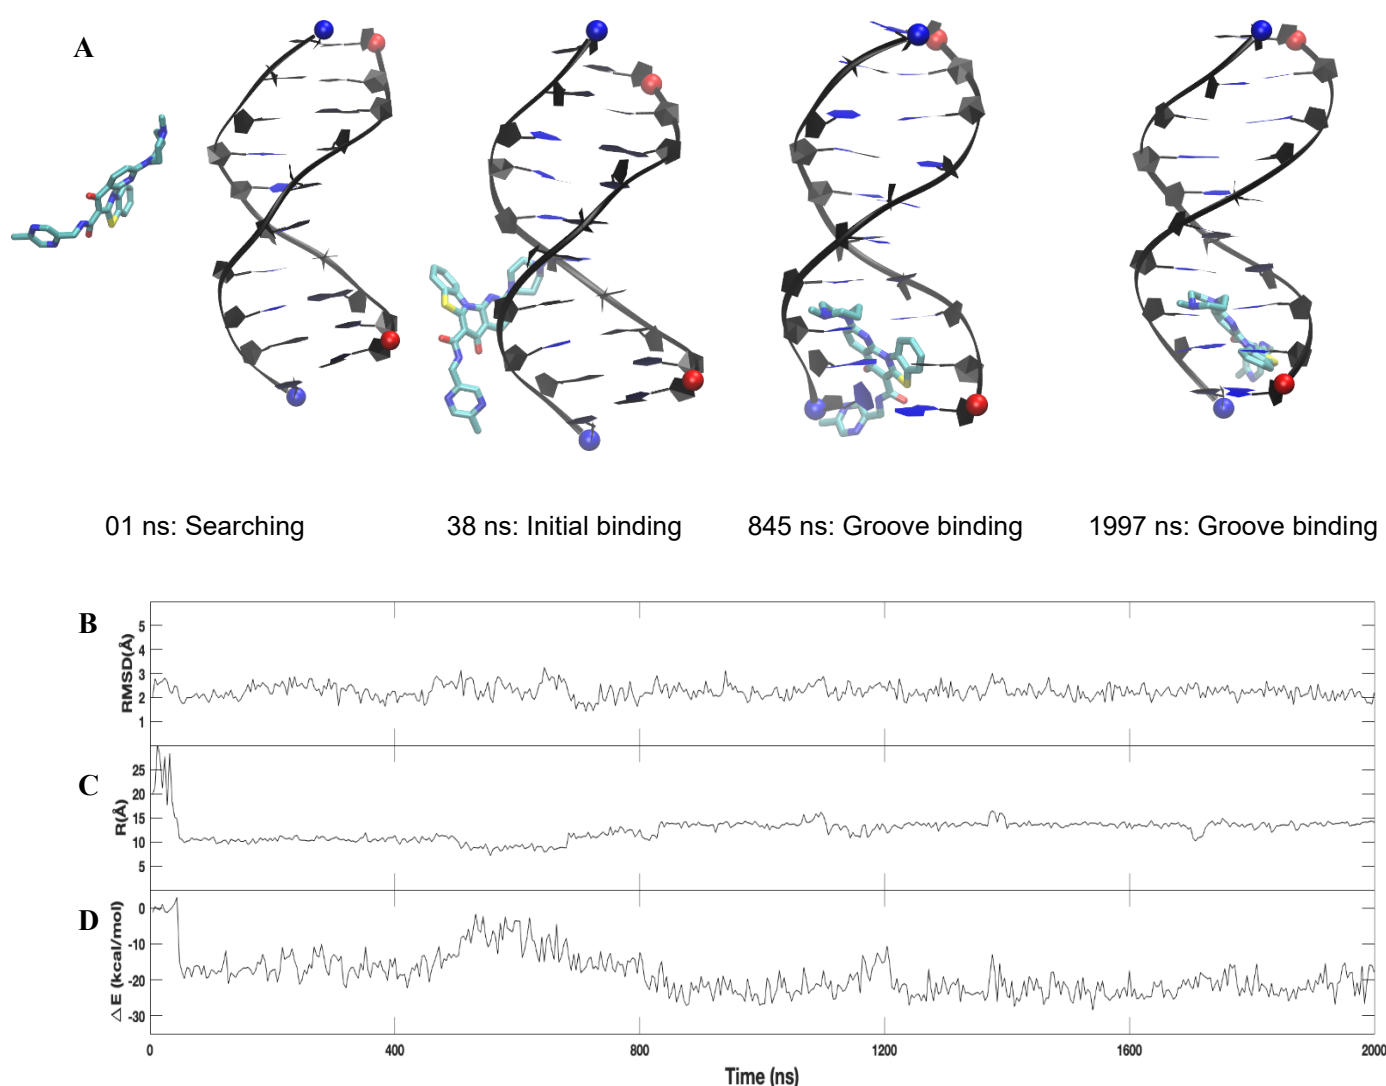 A
01 ns: Searching
38 ns: Initial binding
845 ns: Groove binding
1997 ns: Groove binding
B
RMSD(Å)
5
4
3
2
1
C
R(Å)
25
20
15
10
5
D
△E (kcal/mol)
0
-10
-20
-30
0
400
800
1200
1600
2000
Time (ns)